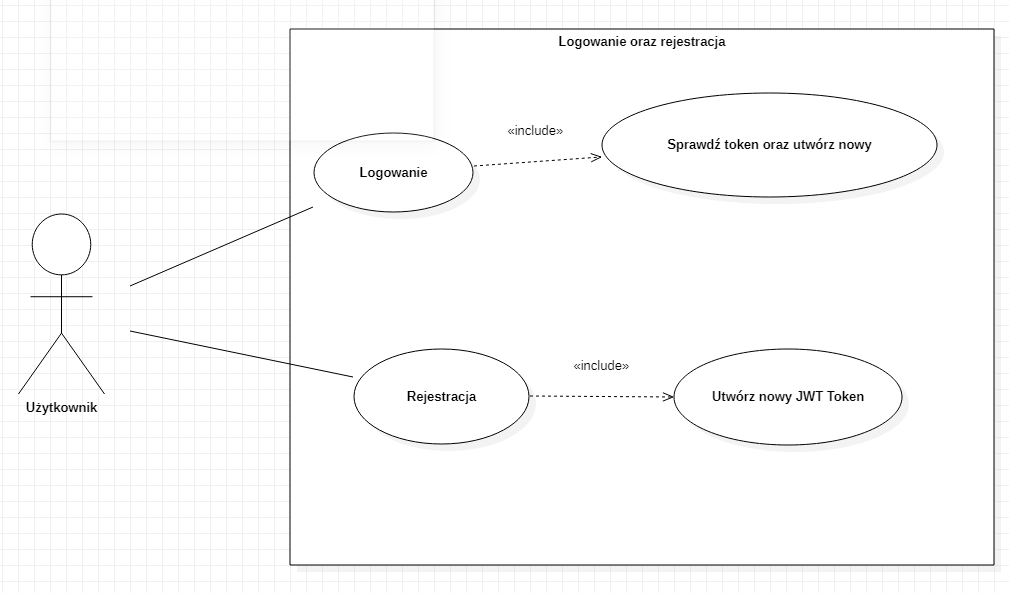 Logowanie oraz rejestracja
«include»
Sprawdź token oraz utwórz nowy
Logowanie
Użytkownik
«include»
Rejestracja
Utwórz nowy JWT Token